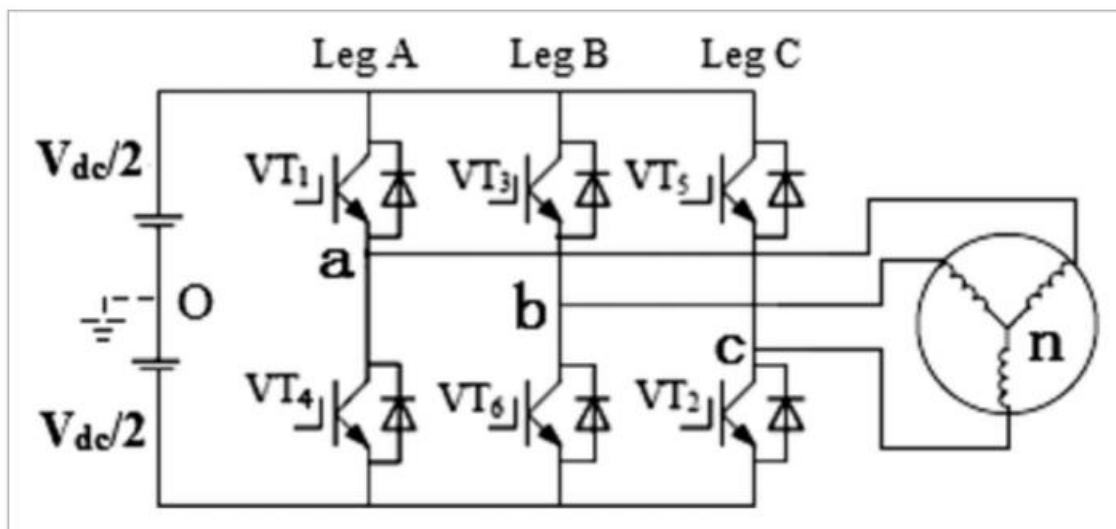 Leg A Leg B Leg C
Vdc/2
VT1 VT3 VT5
a
O b n
c
VT4 VT6 VT2
Vdc/2